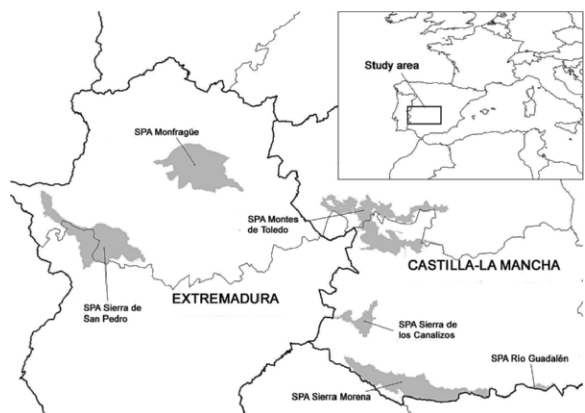 Study area
SPA Monfragüe
SPA Montes
de Toledo
CASTILLA-LA MANCHA
EXTREMADURA
SPA Sierra de
San Pedro
SPA Sierra de
los Canalizos
SPA Río Guadalén
SPA Sierra Morena